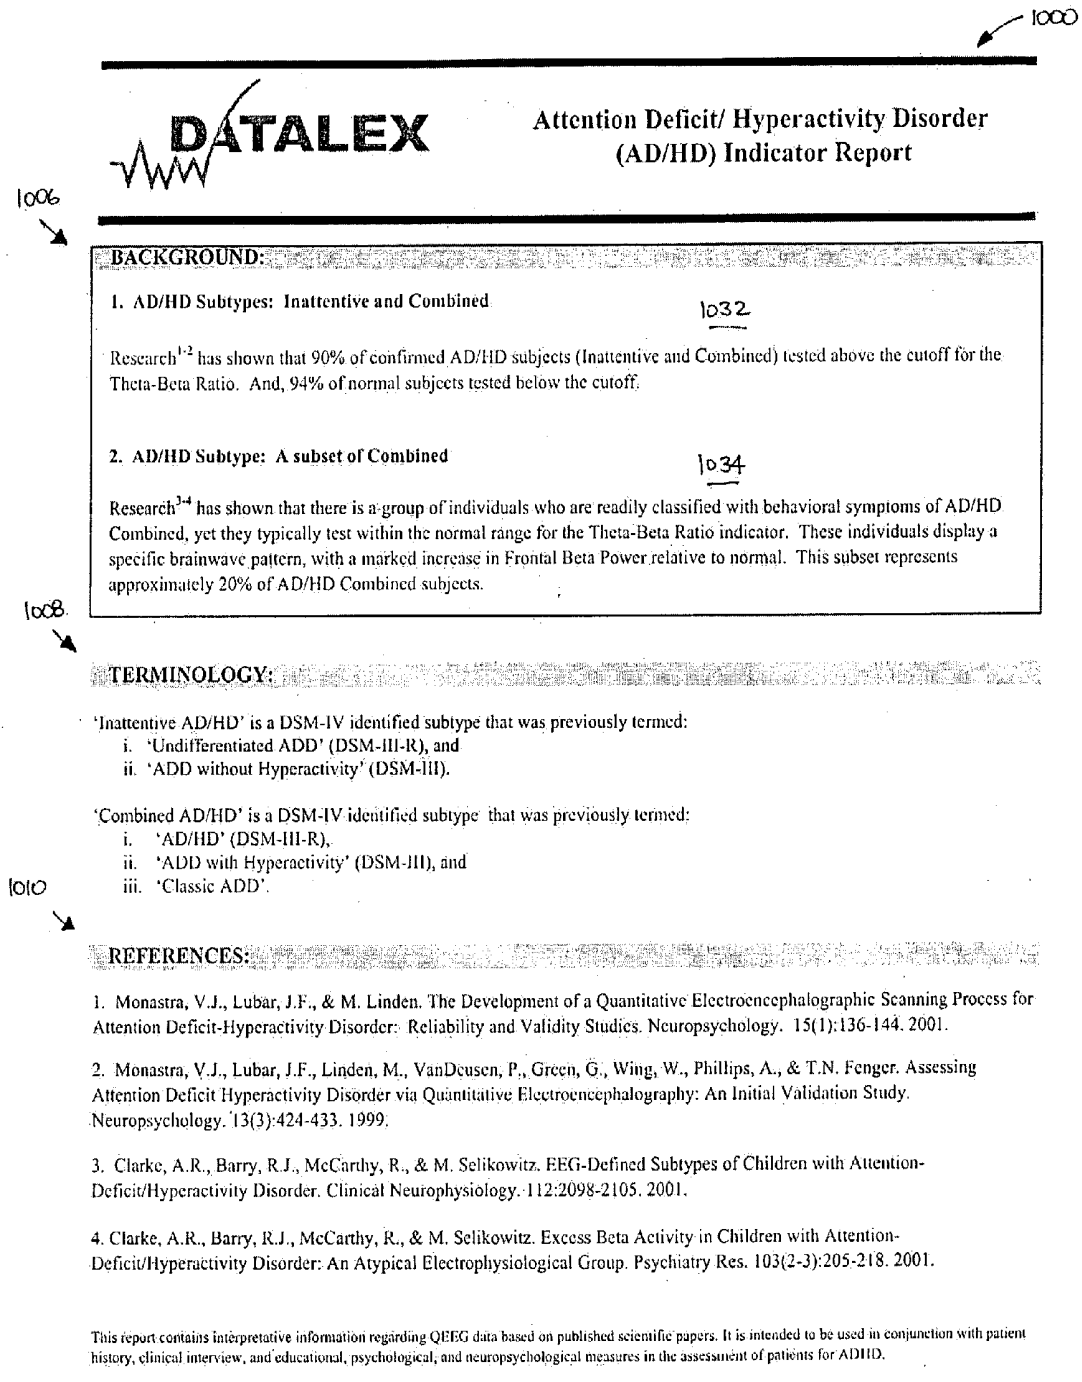 1000
DATALEX
Attention Deficit/ Hyperactivity Disorder
(AD/HD) Indicator Report
1006
BACKGROUND:
1. AD/HD Subtypes: Inattentive and Combined
1032
Research1-2 has shown that 90% of confirmed AD/HD subjects (Inattentive and Combined) tested above the cutoff for the
Theta-Beta Ratio. And, 94% of normal subjects tested below the cutoff.
2. AD/HD Subtype: A subset of Combined
1034
Research3-4 has shown that there is a group of individuals who are readily classified with behavioral symptoms of AD/HD
Combined, yet they typically test within the normal range for the Theta-Beta Ratio indicator. These individuals display a
specific brainwave pattern, with a marked increase in Frontal Beta Power relative to normal. This subset represents
approximately 20% of AD/HD Combined subjects.
1008
TERMINOLOGY:
'Inattentive AD/HD' is a DSM-IV identified subtype that was previously termed:
i. 'Undifferentiated ADD' (DSM-III-R), and
ii. 'ADD without Hyperactivity' (DSM-III).
'Combined AD/HD' is a DSM-IV identified subtype that was previously termed:
i. 'AD/HD' (DSM-III-R),
ii. 'ADD with Hyperactivity' (DSM-III), and
iii. 'Classic ADD'.
1010
REFERENCES:
1. Monastra, V.J., Lubar, J.F., & M. Linden. The Development of a Quantitative Electroencephalographic Scanning Process for
Attention Deficit-Hyperactivity Disorder: Reliability and Validity Studies. Neuropsychology. 15(1):136-144. 2001.
2. Monastra, V.J., Lubar, J.F., Linden, M., VanDeusen, P., Green, G., Wing, W., Phillips, A., & T.N. Fenger. Assessing
Attention Deficit Hyperactivity Disorder via Quantitative Electroencephalography: An Initial Validation Study.
Neuropsychology. 13(3):424-433. 1999.
3. Clarke, A.R., Barry, R.J., McCarthy, R., & M. Selikowitz. EEG-Defined Subtypes of Children with Attention-
Deficit/Hyperactivity Disorder. Clinical Neurophysiology. 112:2098-2105. 2001.
4. Clarke, A.R., Barry, R.J., McCarthy, R., & M. Selikowitz. Excess Beta Activity in Children with Attention-
Deficit/Hyperactivity Disorder: An Atypical Electrophysiological Group. Psychiatry Res. 103(2-3):205-218. 2001.
This report contains interpretative information regarding QEEG data based on published scientific papers. It is intended to be used in conjunction with patient
history, clinical interview, and educational, psychological, and neuropsychological measures in the assessment of patients for ADHD.